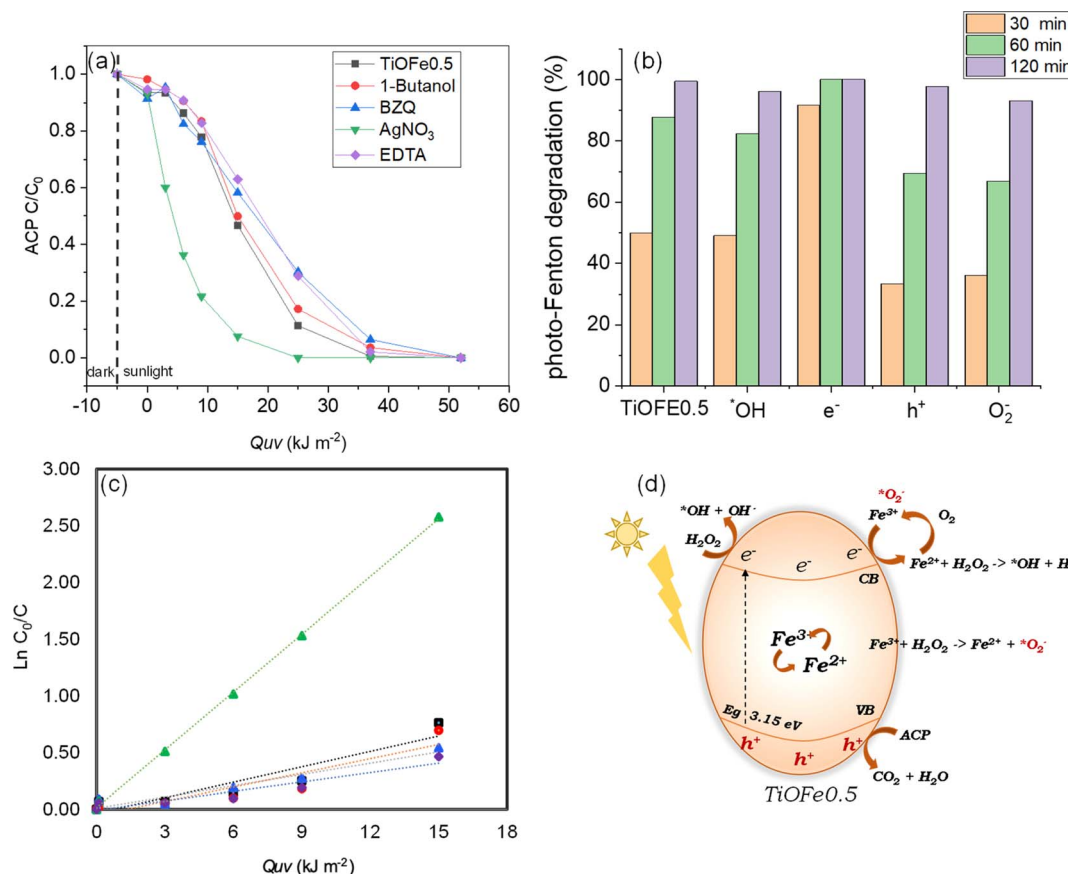 (a)
TiOFe0.5
1-Butanol
BZQ
AgNO₃
EDTA
ACP C/C₀
1.0
0.8
0.6
0.4
0.2
0.0
dark sunlight
-10 0 10 20 30 40 50 60
Quv (kJ m⁻²)
(b)
30 min
60 min
120 min
photo-Fenton degradation (%)
100
80
60
40
20
0
TiOFE0.5 *OH e⁻ h⁺ O₂⁻
(c)
Ln C₀/C
3.00
2.50
2.00
1.50
1.00
0.50
0.00
0 3 6 9 12 15 18
Quv (kJ m⁻²)
(d)
*OH + OH⁻
H₂O₂
*O₂⁻
Fe³⁺ O₂
e⁻ e⁻ e⁻
Fe²⁺ + H₂O₂ -> *OH + H
CB
Fe³⁺
Fe²⁺
Fe³⁺ + H₂O₂ -> Fe²⁺ + *O₂⁻
Eg 3.15 eV
VB
h⁺ h⁺ h⁺
ACP
CO₂ + H₂O
TiOFe0.5